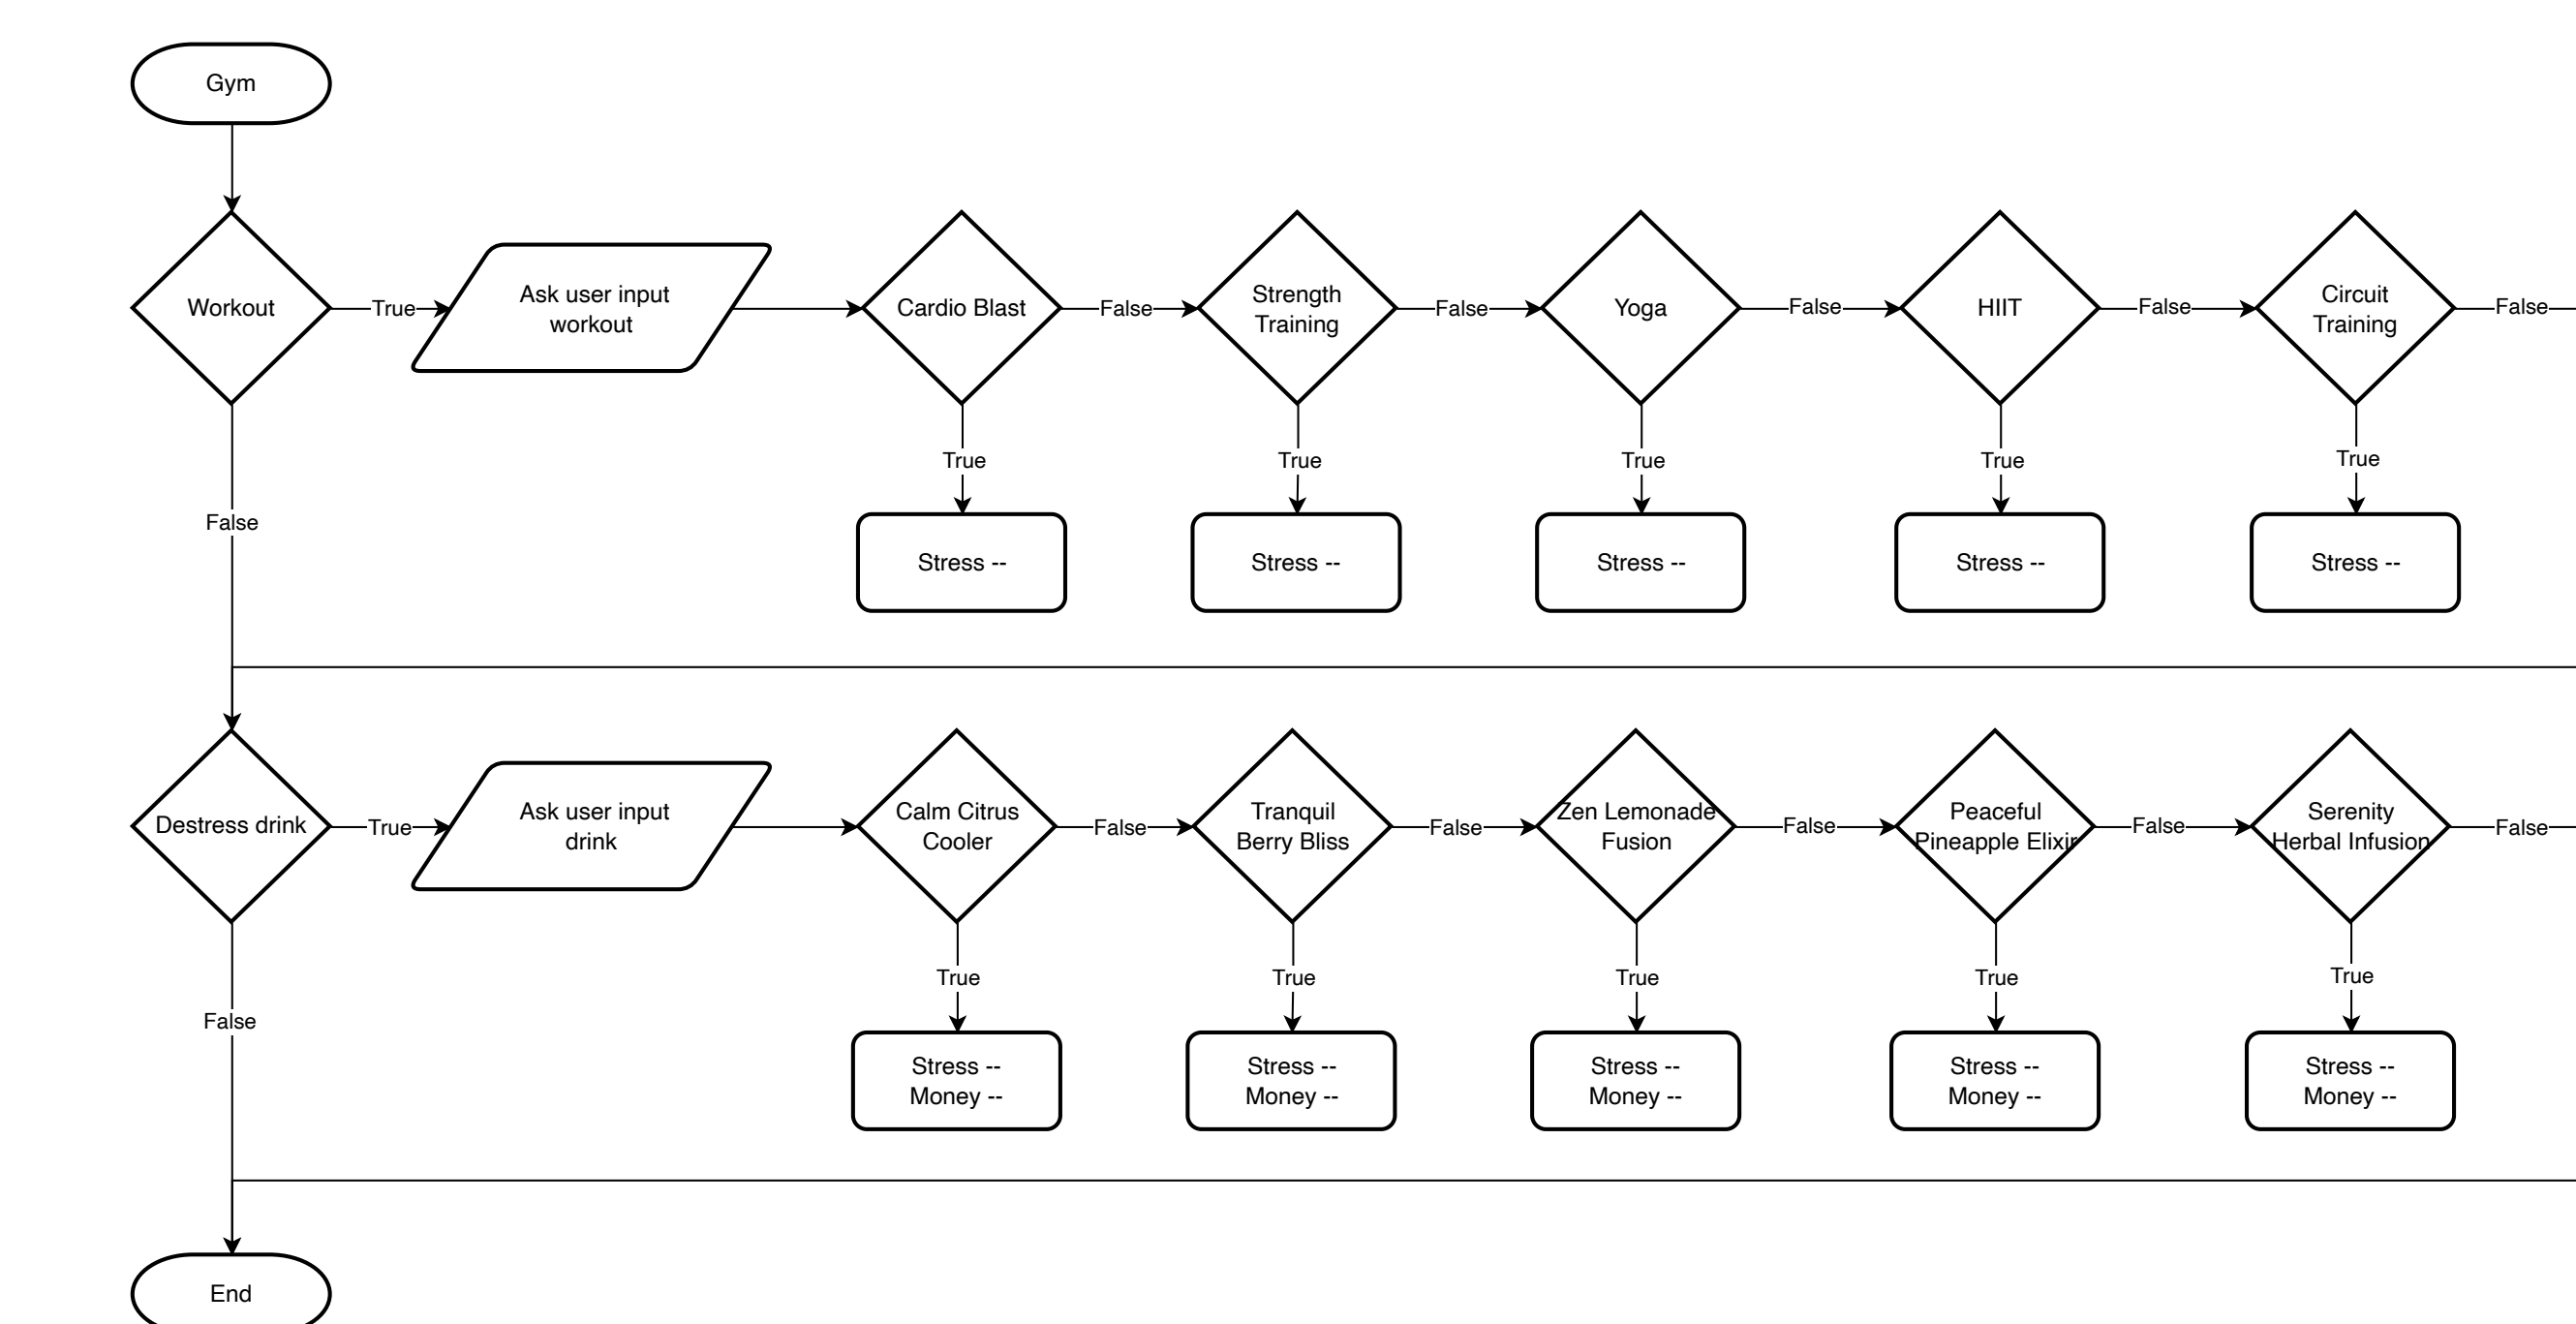 Gym
Workout
True
Ask user input
workout
Cardio Blast
False
Strength
Training
False
Yoga
False
HIIT
False
Circuit
Training
False
True
True
True
True
True
False
Stress --
Stress --
Stress --
Stress --
Stress --
Destress drink
True
Ask user input
drink
Calm Citrus
Cooler
False
Tranquil
Berry Bliss
False
Zen Lemonade
Fusion
False
Peaceful
Pineapple Elixir
False
Serenity
Herbal Infusion
False
True
True
True
True
True
False
Stress --
Money --
Stress --
Money --
Stress --
Money --
Stress --
Money --
Stress --
Money --
End